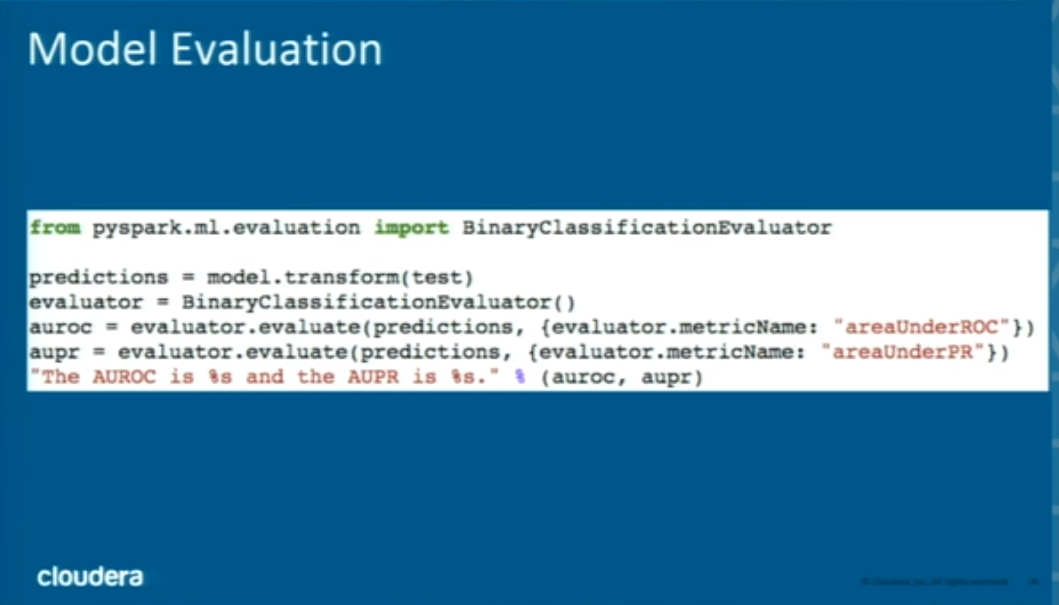 Model Evaluation
from pyspark.ml.evaluation import BinaryClassificationEvaluator
predictions = model.transform(test)
evaluator = BinaryClassificationEvaluator()
auroc = evaluator.evaluate(predictions, {evaluator.metricName: "areaUnderROC"})
aupr = evaluator.evaluate(predictions, {evaluator.metricName: "areaUnderPR"})
"The AUROC is %s and the AUPR is %s." % (auroc, aupr)
cloudera